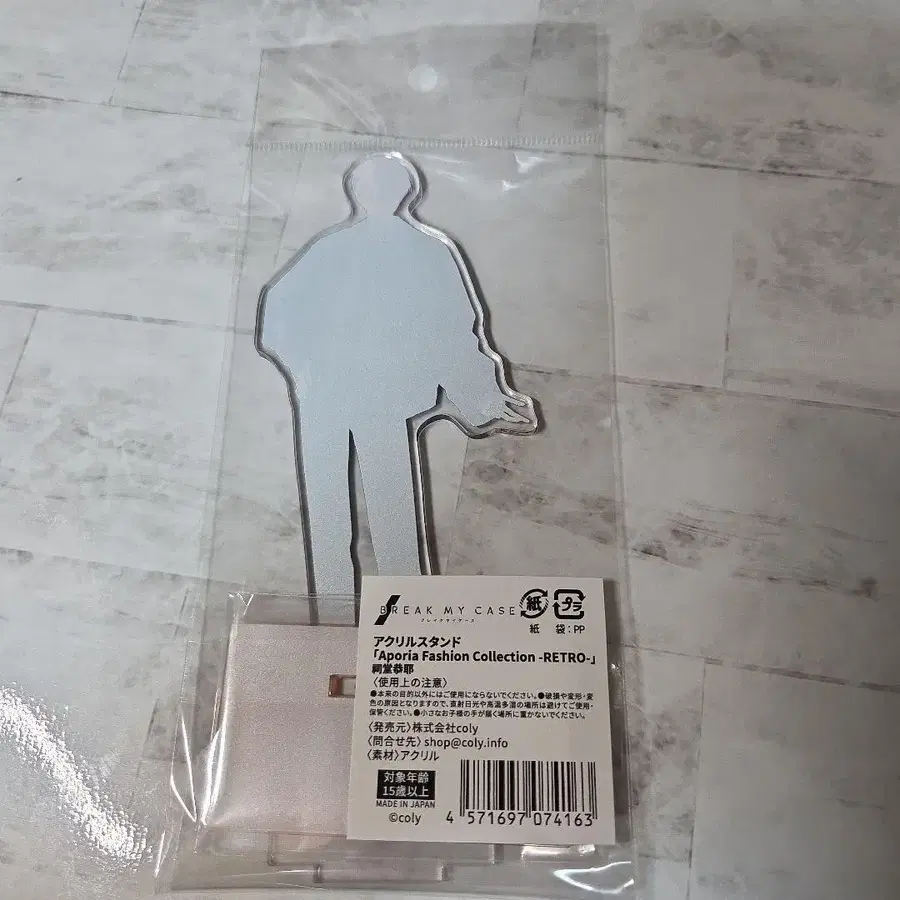 BREAK MY CASE
ブレイクマイケース
紙
プラ
紙 袋：PP
アクリルスタンド
「Aporia Fashion Collection -RETRO-」
祠堂恭耶
〈使用上の注意〉
●本来の目的以外にはご使用にならないでください。●破損や変形・変
色の原因となりますので、直射日光や高温多湿の場所は避けてご使用・
保管ください。●小さなお子様の手が届く場所に置かないでください。
〈発売元〉株式会社coly
〈問合せ先〉shop@coly.info
〈素材〉アクリル
対象年齢
15歳以上
MADE IN JAPAN
©coly
4 571697 074163